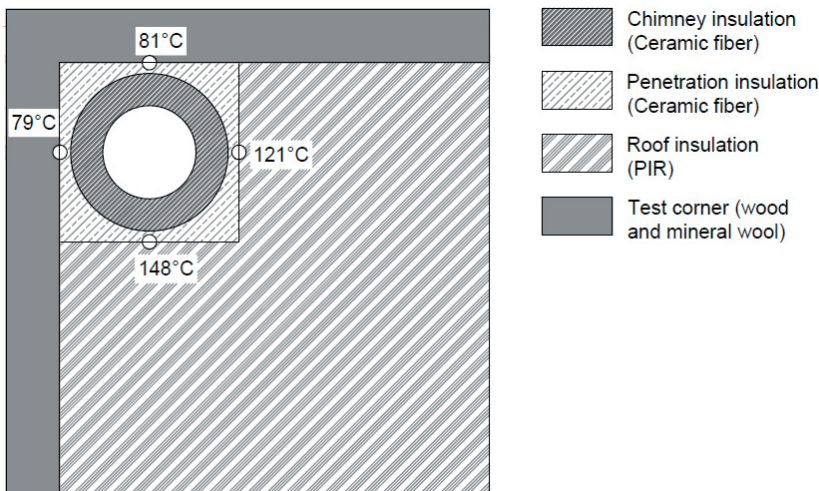 81°C
79°C
121°C
148°C
Chimney insulation
(Ceramic fiber)
Penetration insulation
(Ceramic fiber)
Roof insulation
(PIR)
Test corner (wood
and mineral wool)